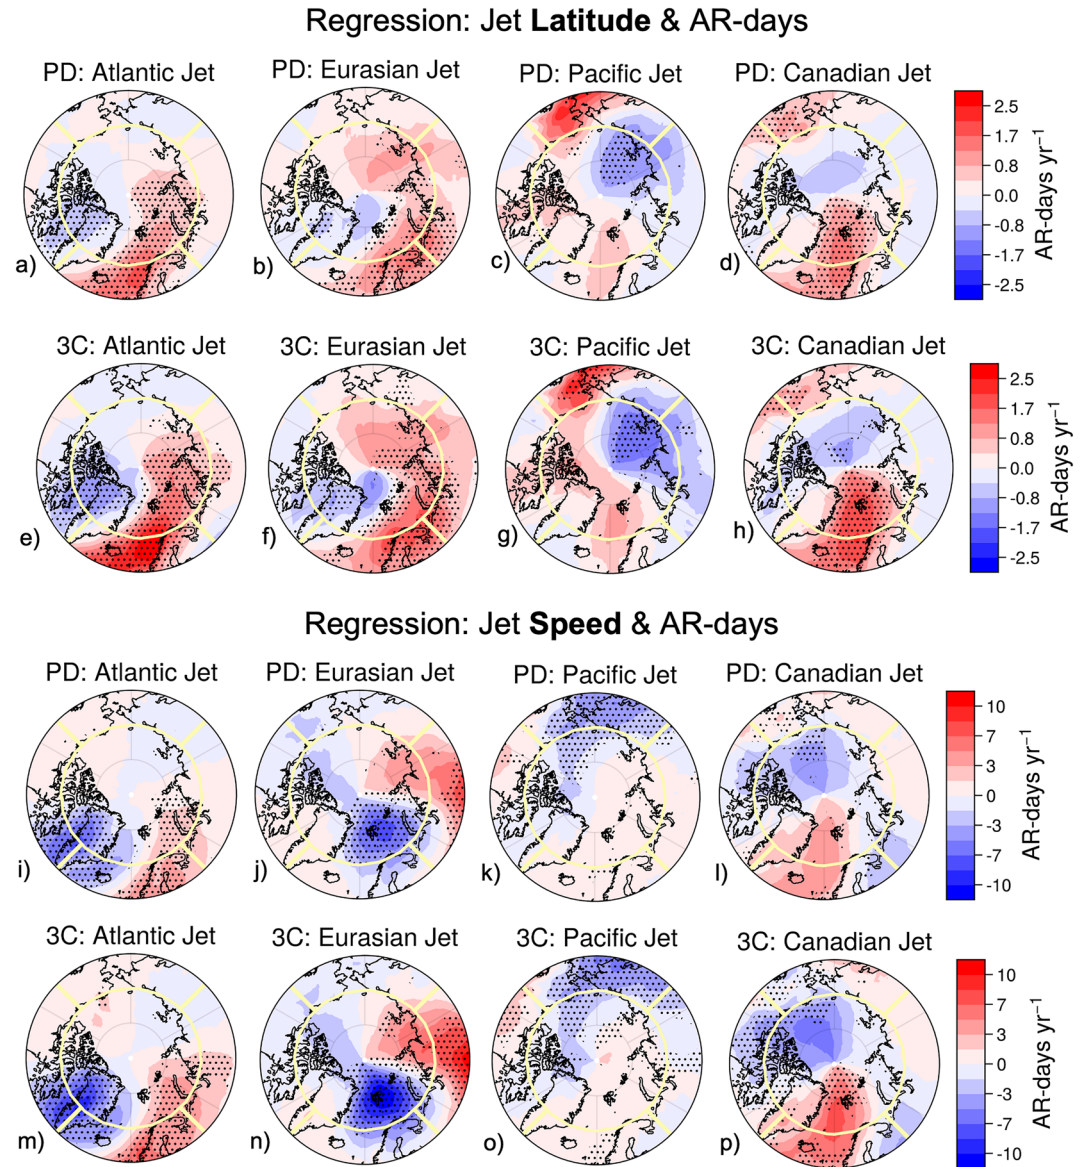 Regression: Jet Latitude & AR-days
PD: Atlantic Jet
PD: Eurasian Jet
PD: Pacific Jet
PD: Canadian Jet
a)
b)
c)
d)
2.5
1.7
0.8
0.0
-0.8
-1.7
-2.5
AR-days yr⁻¹
3C: Atlantic Jet
3C: Eurasian Jet
3C: Pacific Jet
3C: Canadian Jet
e)
f)
g)
h)
2.5
1.7
0.8
0.0
-0.8
-1.7
-2.5
AR-days yr⁻¹
Regression: Jet Speed & AR-days
PD: Atlantic Jet
PD: Eurasian Jet
PD: Pacific Jet
PD: Canadian Jet
i)
j)
k)
l)
10
7
3
0
-3
-7
-10
AR-days yr⁻¹
3C: Atlantic Jet
3C: Eurasian Jet
3C: Pacific Jet
3C: Canadian Jet
m)
n)
o)
p)
10
7
3
0
-3
-7
-10
AR-days yr⁻¹